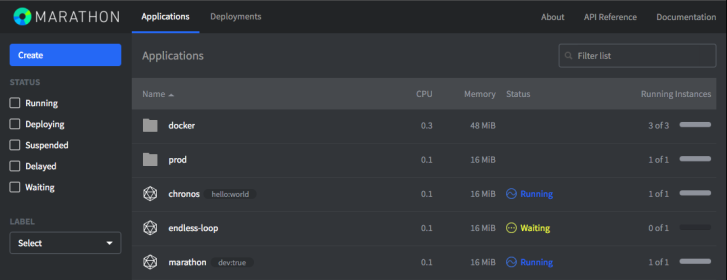 MARATHON Applications Deployments About API Reference Documentation
Create
Applications
Filter list
STATUS
Running
Deploying
Suspended
Delayed
Waiting
LABEL
Select
Name CPU Memory Status Running Instances
docker 0.3 48 MiB 3 of 3
prod 0.1 16 MiB 1 of 1
chronos hello:world 0.1 16 MiB Running 1 of 1
endless-loop 0.1 16 MiB Waiting 0 of 1
marathon dev:true 0.1 16 MiB Running 1 of 1